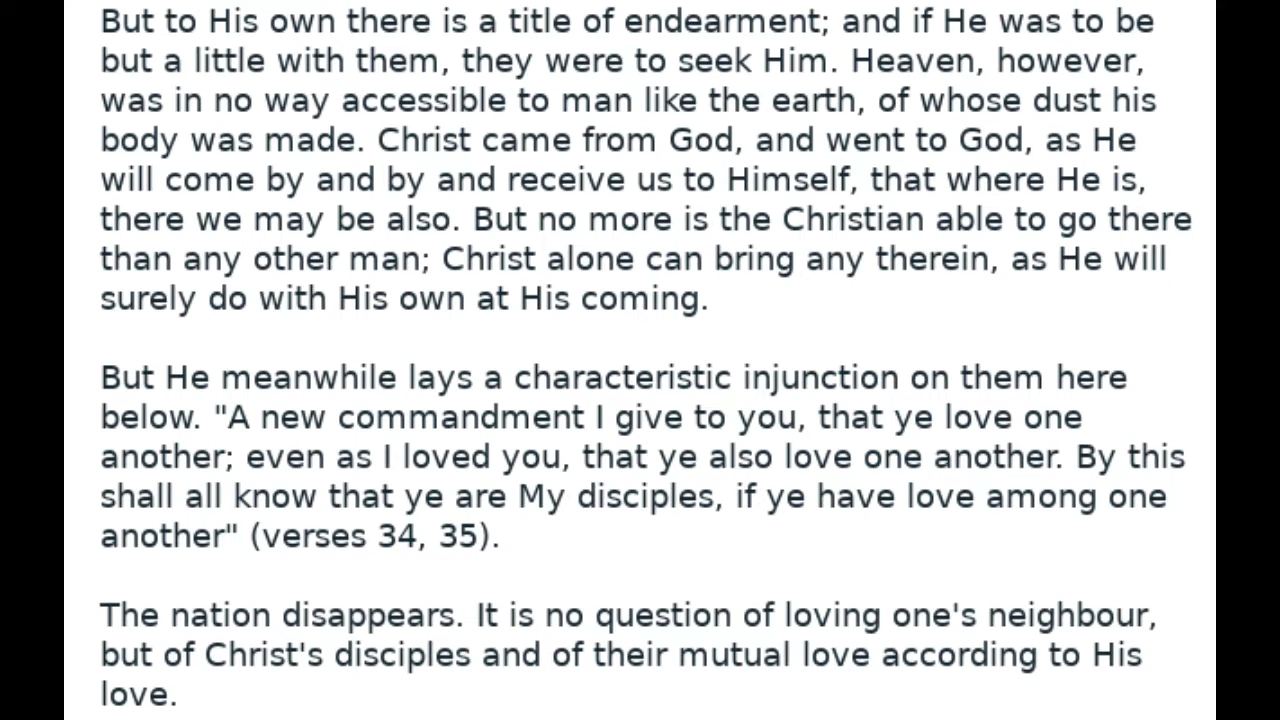 But to His own there is a title of endearment; and if He was to be
but a little with them, they were to seek Him. Heaven, however,
was in no way accessible to man like the earth, of whose dust his
body was made. Christ came from God, and went to God, as He
will come by and by and receive us to Himself, that where He is,
there we may be also. But no more is the Christian able to go there
than any other man; Christ alone can bring any therein, as He will
surely do with His own at His coming.

But He meanwhile lays a characteristic injunction on them here
below. "A new commandment I give to you, that ye love one
another; even as I loved you, that ye also love one another. By this
shall all know that ye are My disciples, if ye have love among one
another" (verses 34, 35).

The nation disappears. It is no question of loving one's neighbour,
but of Christ's disciples and of their mutual love according to His
love.